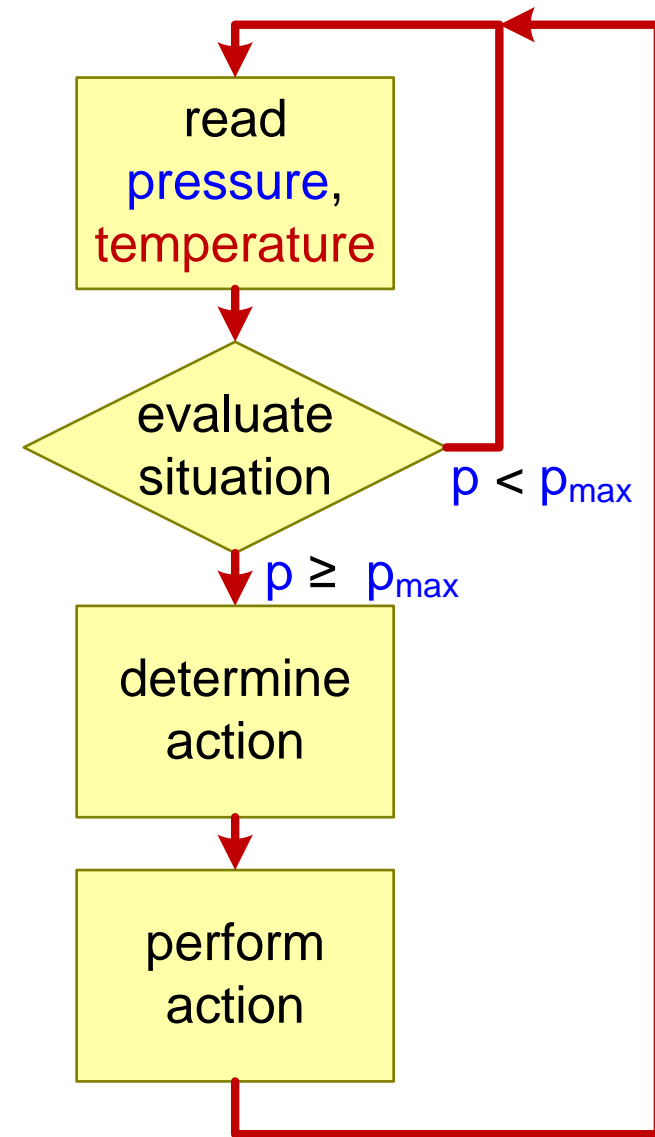 read
pressure,
temperature
evaluate
situation
p < pmax
p ≥ pmax
determine
action
perform
action